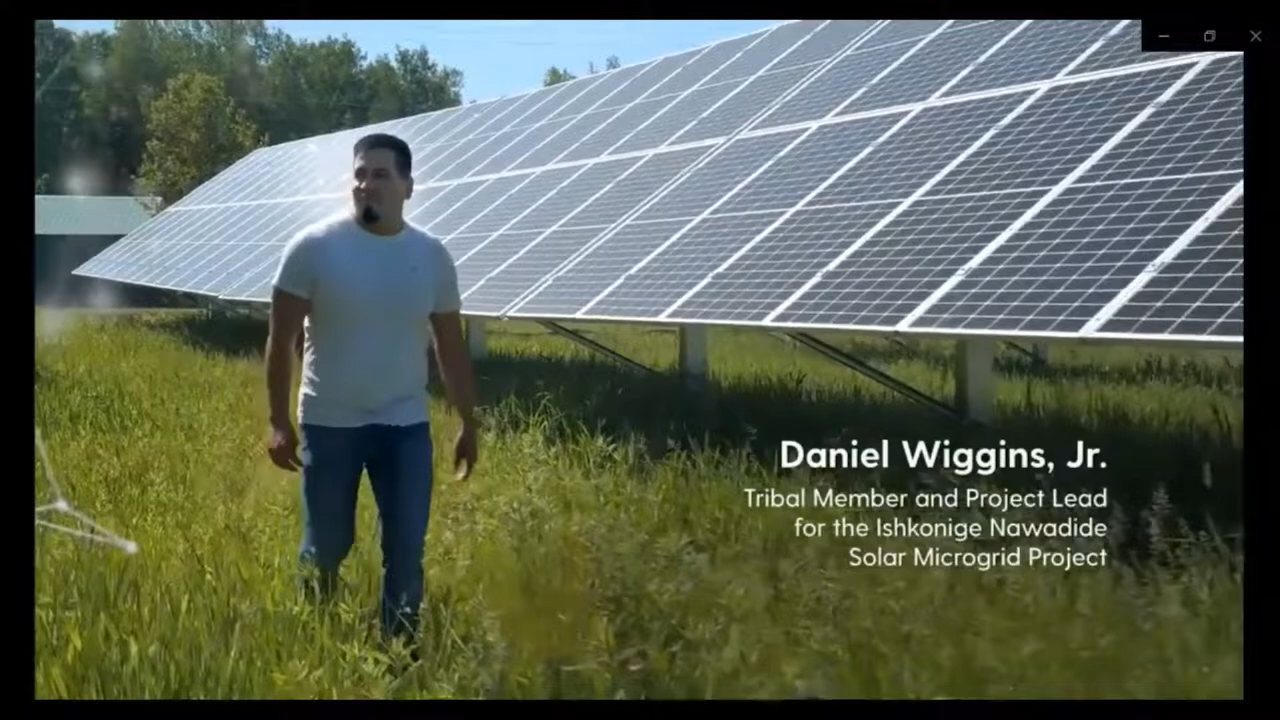 Daniel Wiggins, Jr.
Tribal Member and Project Lead
for the Ishkonige Nawadide
Solar Microgrid Project